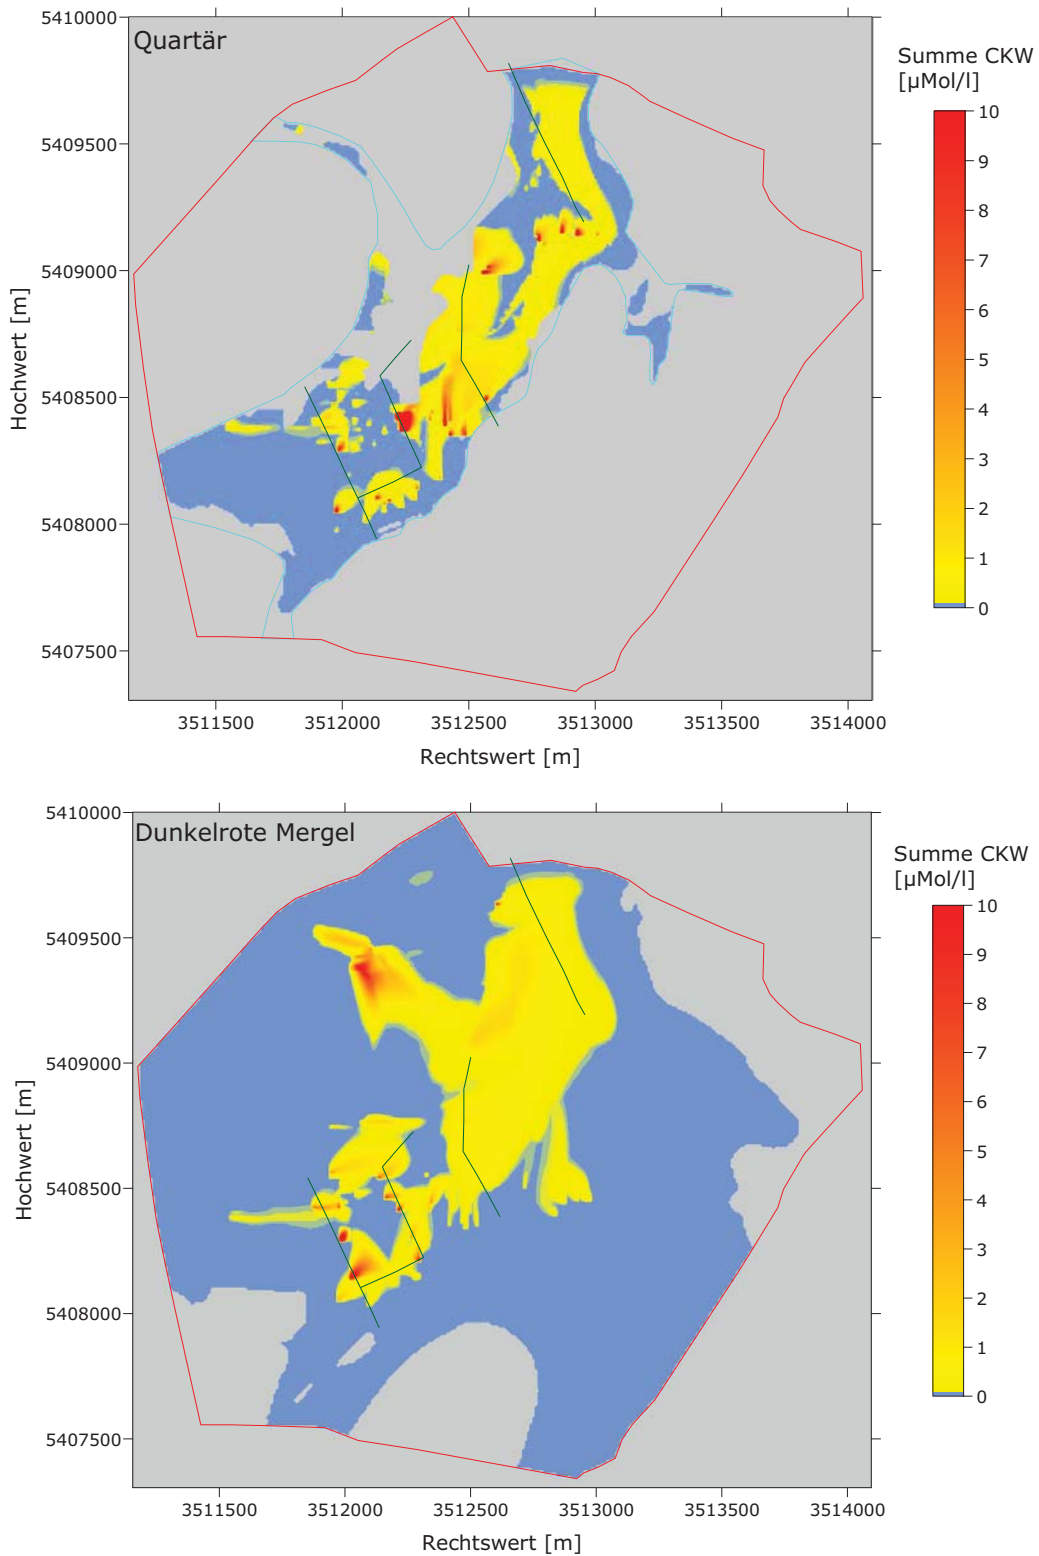 Quartär
Summe CKW
[µMol/l]
10
9
8
7
6
5
4
3
2
1
0
5410000
5409500
5409000
5408500
5408000
5407500
Hochwert [m]
3511500 3512000 3512500 3513000 3513500 3514000
Rechtswert [m]
Dunkelrote Mergel
Summe CKW
[µMol/l]
10
9
8
7
6
5
4
3
2
1
0
5410000
5409500
5409000
5408500
5408000
5407500
Hochwert [m]
3511500 3512000 3512500 3513000 3513500 3514000
Rechtswert [m]